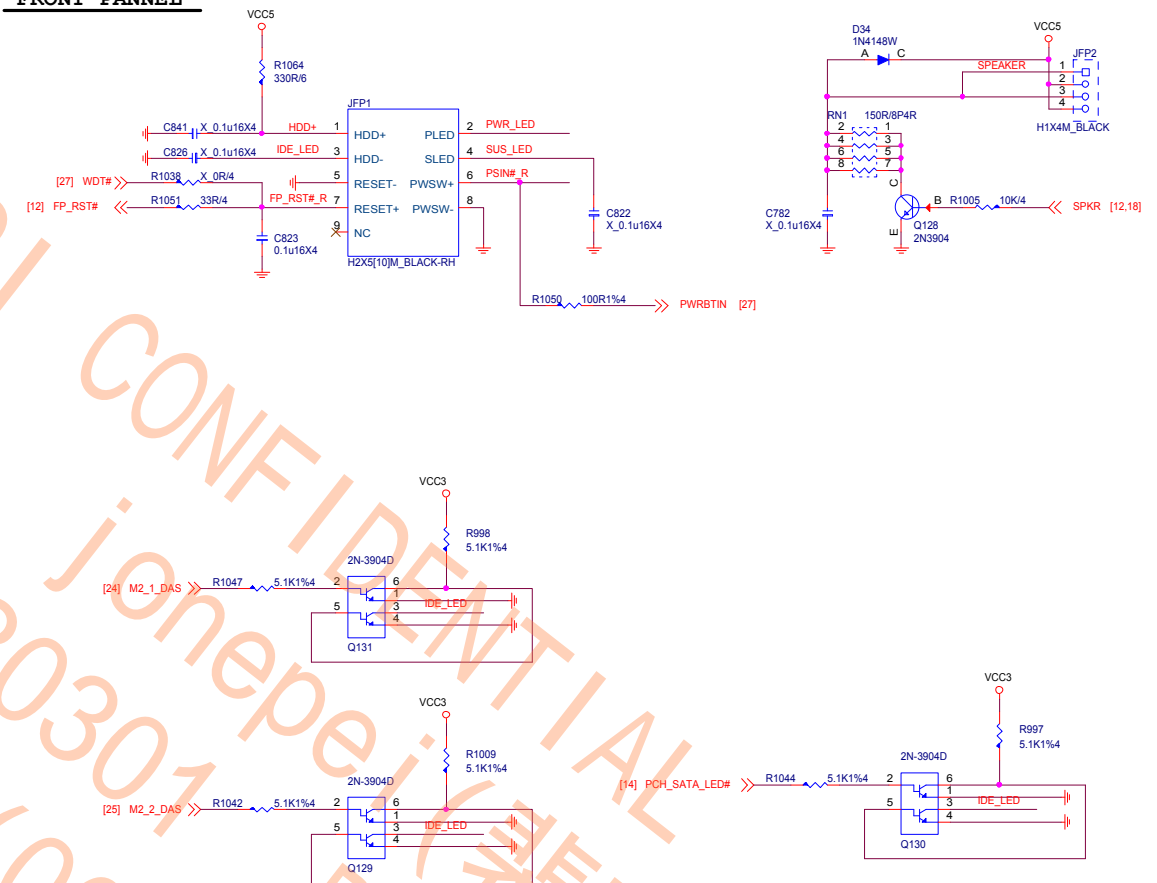 FRONT PANNEL
VCC5
R1064
330R/6
JFP1
C841 X_0.1u16X4 HDD+ 1 HDD+ PLED 2 PWR_LED
C826 X_0.1u16X4 IDE_LED 3 HDD- SLED 4 SUS_LED
5 RESET- PWSW+ 6 PSIN#_R
[27] WDT# R1038 X_0R/4
[12] FP_RST# R1051 33R/4 FP_RST#_R 7 RESET+ PWSW- 8
9 NC
C823
0.1u16X4
H2X5[10]M_BLACK-RH
C822
X_0.1u16X4
R1050 100R1%4 PWRBTIN [27]
D34
1N4148W
A C
VCC5
JFP2
SPEAKER 1
2
3
4
H1X4M_BLACK
RN1 150R/8P4R
2 1
4 3
6 5
8 7
C
B R1005 10K/4 SPKR [12,18]
E
Q128
2N3904
C782
X_0.1u16X4
VCC3
R998
5.1K1%4
2N-3904D
[24] M2_1_DAS R1047 5.1K1%4 2 6
1
5 3 IDE_LED
4
Q131
VCC3
R1009
5.1K1%4
2N-3904D
[25] M2_2_DAS R1042 5.1K1%4 2 6
1
5 3 IDE_LED
4
Q129
VCC3
R997
5.1K1%4
2N-3904D
[14] PCH_SATA_LED# R1044 5.1K1%4 2 6
1
5 3 IDE_LED
4
Q130
CONFIDENTIAL
jonepei(
0301